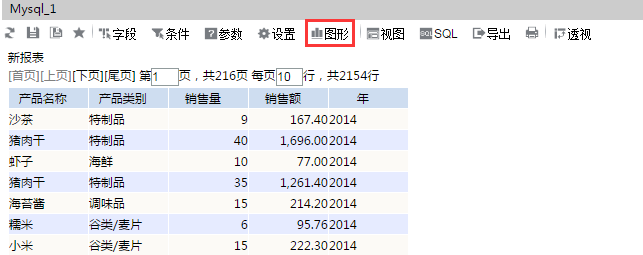 Mysql_1
字段 条件 参数 设置 图形 视图 SQL SQL 导出 透视
新报表
[首页][上页][下页][尾页] 第1页，共216页 每页10行，共2154行
产品名称 产品类别 销售量 销售额 年
沙茶 特制品 9 167.40 2014
猪肉干 特制品 40 1,696.00 2014
虾子 海鲜 10 77.00 2014
猪肉干 特制品 35 1,261.40 2014
海苔酱 调味品 15 214.20 2014
糯米 谷类/麦片 6 95.76 2014
小米 谷类/麦片 15 222.30 2014